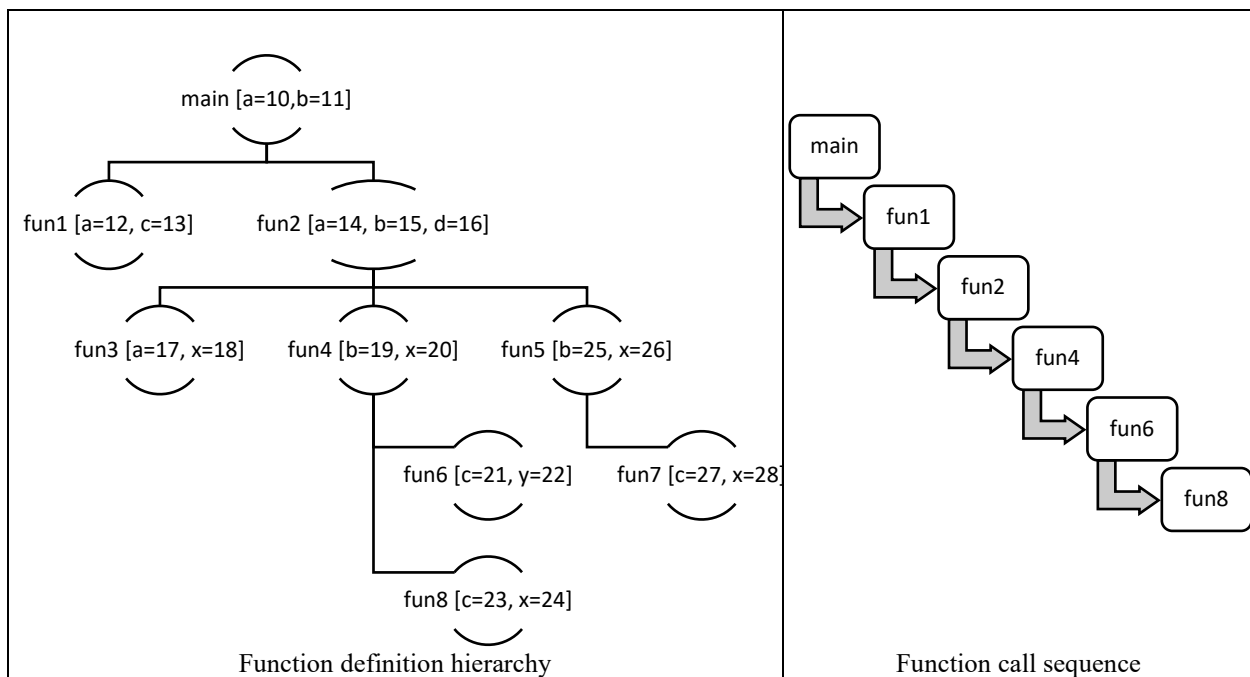 main [a=10,b=11]
fun1 [a=12, c=13]
fun2 [a=14, b=15, d=16]
fun3 [a=17, x=18]
fun4 [b=19, x=20]
fun5 [b=25, x=26]
fun6 [c=21, y=22]
fun7 [c=27, x=28]
fun8 [c=23, x=24]
Function definition hierarchy
main
fun1
fun2
fun4
fun6
fun8
Function call sequence